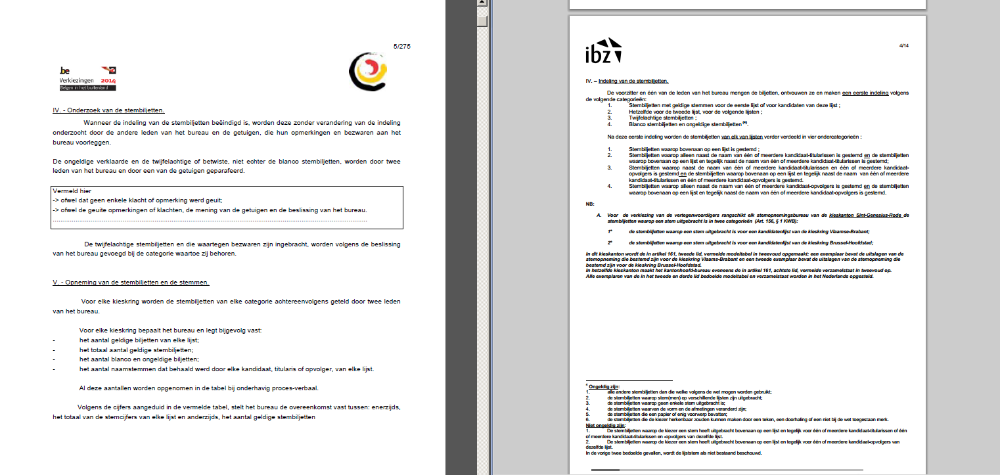 5/275
.be
Verkiezingen 2014
Belgen in het buitenland
IV. - Onderzoek van de stembiljetten.
Wanneer de indeling van de stembiljetten beëindigd is, worden deze zonder verandering van de indeling
onderzocht door de andere leden van het bureau en de getuigen, die hun opmerkingen en bezwaren aan het
bureau voorleggen.
De ongeldige verklaarde en de twijfelachtige of betwiste, niet echter de blanco stembiljetten, worden door twee
leden van het bureau en door een van de getuigen geparafeerd.
Vermeld hier
-> ofwel dat geen enkele klacht of opmerking werd geuit;
-> ofwel de geuite opmerkingen of klachten, de mening van de getuigen en de beslissing van het bureau.
De twijfelachtige stembiljetten en die waartegen bezwaren zijn ingebracht, worden volgens de beslissing
van het bureau gevoegd bij de categorie waartoe zij behoren.
V. - Opneming van de stembiljetten en de stemmen.
Voor elke kieskring worden de stembiljetten van elke categorie achtereenvolgens geteld door twee leden
van het bureau.
Voor elke kieskring bepaalt het bureau en legt bijgevolg vast:
- het aantal geldige biljetten van elke lijst;
- het totaal aantal geldige stembiljetten;
- het aantal blanco en ongeldige biljetten;
- het aantal naamstemmen dat behaald werd door elke kandidaat, titularis of opvolger, van elke lijst.
Al deze aantallen worden opgenomen in de tabel bij onderhavig proces-verbaal.
Volgens de cijfers aangeduid in de vermelde tabel, stelt het bureau de overeenkomst vast tussen: enerzijds,
het totaal van de stemcijfers van elke lijst en anderzijds, het aantal geldige stembiljetten
ibz
4/14
IV. – Indeling van de stembiljetten.
De voorzitter en één van de leden van het bureau mengen de biljetten, ontvouwen ze en maken een eerste indeling volgens
de volgende categorieën:
1. Stembiljetten met geldige stemmen voor de eerste lijst of voor kandidaten van deze lijst ;
2. Hetzelfde voor de tweede lijst, voor de volgende lijsten ;
3. Twijfelachtige stembiljetten ;
4. Blanco stembiljetten en ongeldige stembiljetten (4).
Na deze eerste indeling worden de stembiljetten van elk van lijsten verder verdeeld in vier ondercategorieën :
1. Stembiljetten waarop bovenaan op een lijst is gestemd ;
2. Stembiljetten waarop alleen naast de naam van één of meerdere kandidaat-titularissen is gestemd en de stembiljetten
waarop bovenaan op een lijst en tegelijk naast de naam van één of meerdere kandidaat-titularissen is gestemd;
3. Stembiljetten waarop naast de naam van één of meerdere kandidaat-titularissen en één of meerdere kandidaat-
opvolgers is gestemd en de stembiljetten waarop bovenaan op een lijst en tegelijk naast de naam van één of meerdere
kandidaat-titularissen en één of meerdere kandidaat-opvolgers is gestemd.
4. Stembiljetten waarop alleen naast de naam van één of meerdere kandidaat-opvolgers is gestemd en de stembiljetten
waarop bovenaan op een lijst en tegelijk naast de naam van één of meerdere kandidaat-opvolgers is gestemd.
NB:
A. Voor de verkiezing van de vertegenwoordigers rangschikt elk stemopnemingsbureau van de kieskanton Sint-Genesius-Rode de
stembiljetten waarop een stem uitgebracht is in twee categorieën (Art. 156, § 1 KWB):
1° de stembiljetten waarop een stem uitgebracht is voor een kandidatenlijst van de kieskring Vlaamse-Brabant;
2° de stembiljetten waarop een stem uitgebracht is voor een kandidatenlijst van de kieskring Brussel-Hoofdstad;
In dit kieskanton wordt de in artikel 161, tweede lid, vermelde modeltabel in tweevoud opgemaakt: een exemplaar bevat de uitslagen van de
stemopneming die bestemd zijn voor de kieskring Vlaams-Brabant en een tweede exemplaar bevat de uitslagen van de stemopneming die
bestemd zijn voor de kieskring Brussel-Hoofdstad.
In hetzelfde kieskanton maakt het kantonhoofd-bureau eveneens de in artikel 161, achtste lid, vermelde verzamelstaat in tweevoud op.
Alle exemplaren van de in het tweede en derde lid bedoelde modeltabel en verzamelstaat worden in het Nederlands opgesteld.
4 Ongeldig zijn:
1. alle andere stembiljetten dan die welke volgens de wet mogen worden gebruikt;
2. de stembiljetten waarop stem(men) op verschillende lijsten zijn uitgebracht;
3. de stembiljetten waarop geen enkele stem uitgebracht is;
4. de stembiljetten waarvan de vorm en de afmetingen veranderd zijn;
5. de stembiljetten die een papier of enig voorwerp bevatten;
6. de stembiljetten die de kiezer herkenbaar zouden kunnen maken door een teken, een doorhaling of een niet bij de wet toegestaan merk.
Niet ongeldig zijn:
1. De stembiljetten waarop de kiezer een stem heeft uitgebracht bovenaan op een lijst en tegelijk voor één of meerdere kandidaat-titularissen of één
of meerdere kandidaat-titularissen en -opvolgers van dezelfde lijst.
2. De stembiljetten waarop de kiezer een stem heeft uitgebracht bovenaan op een lijst en tegelijk voor één of meerdere kandidaat-opvolgers van
dezelfde lijst.
In de vorige twee bedoelde gevallen, wordt de lijststem als niet bestaand beschouwd.